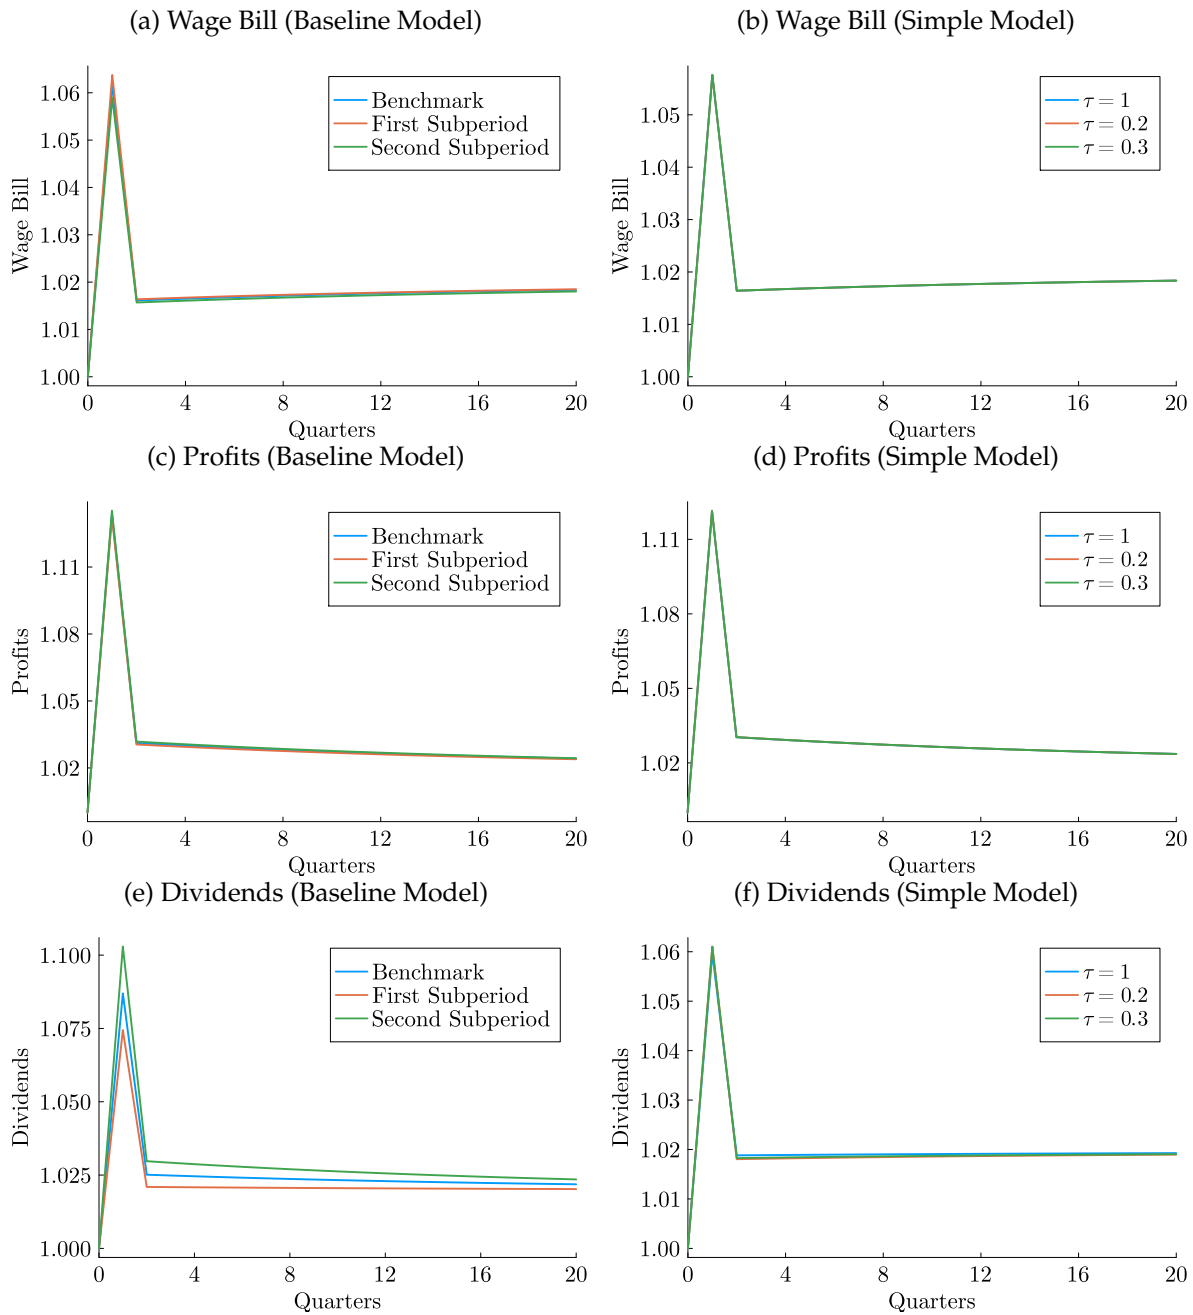 (a) Wage Bill (Baseline Model)
1.06
1.05
1.04
1.03
1.02
1.01
1.00
Wage Bill
Benchmark
First Subperiod
Second Subperiod
0 4 8 12 16 20
Quarters
(b) Wage Bill (Simple Model)
1.05
1.04
1.03
1.02
1.01
1.00
Wage Bill
τ = 1
τ = 0.2
τ = 0.3
0 4 8 12 16 20
Quarters
(c) Profits (Baseline Model)
1.11
1.08
1.05
1.02
Profits
Benchmark
First Subperiod
Second Subperiod
0 4 8 12 16 20
Quarters
(d) Profits (Simple Model)
1.11
1.08
1.05
1.02
Profits
τ = 1
τ = 0.2
τ = 0.3
0 4 8 12 16 20
Quarters
(e) Dividends (Baseline Model)
1.100
1.075
1.050
1.025
1.000
Dividends
Benchmark
First Subperiod
Second Subperiod
0 4 8 12 16 20
Quarters
(f) Dividends (Simple Model)
1.06
1.05
1.04
1.03
1.02
1.01
1.00
Dividends
τ = 1
τ = 0.2
τ = 0.3
0 4 8 12 16 20
Quarters